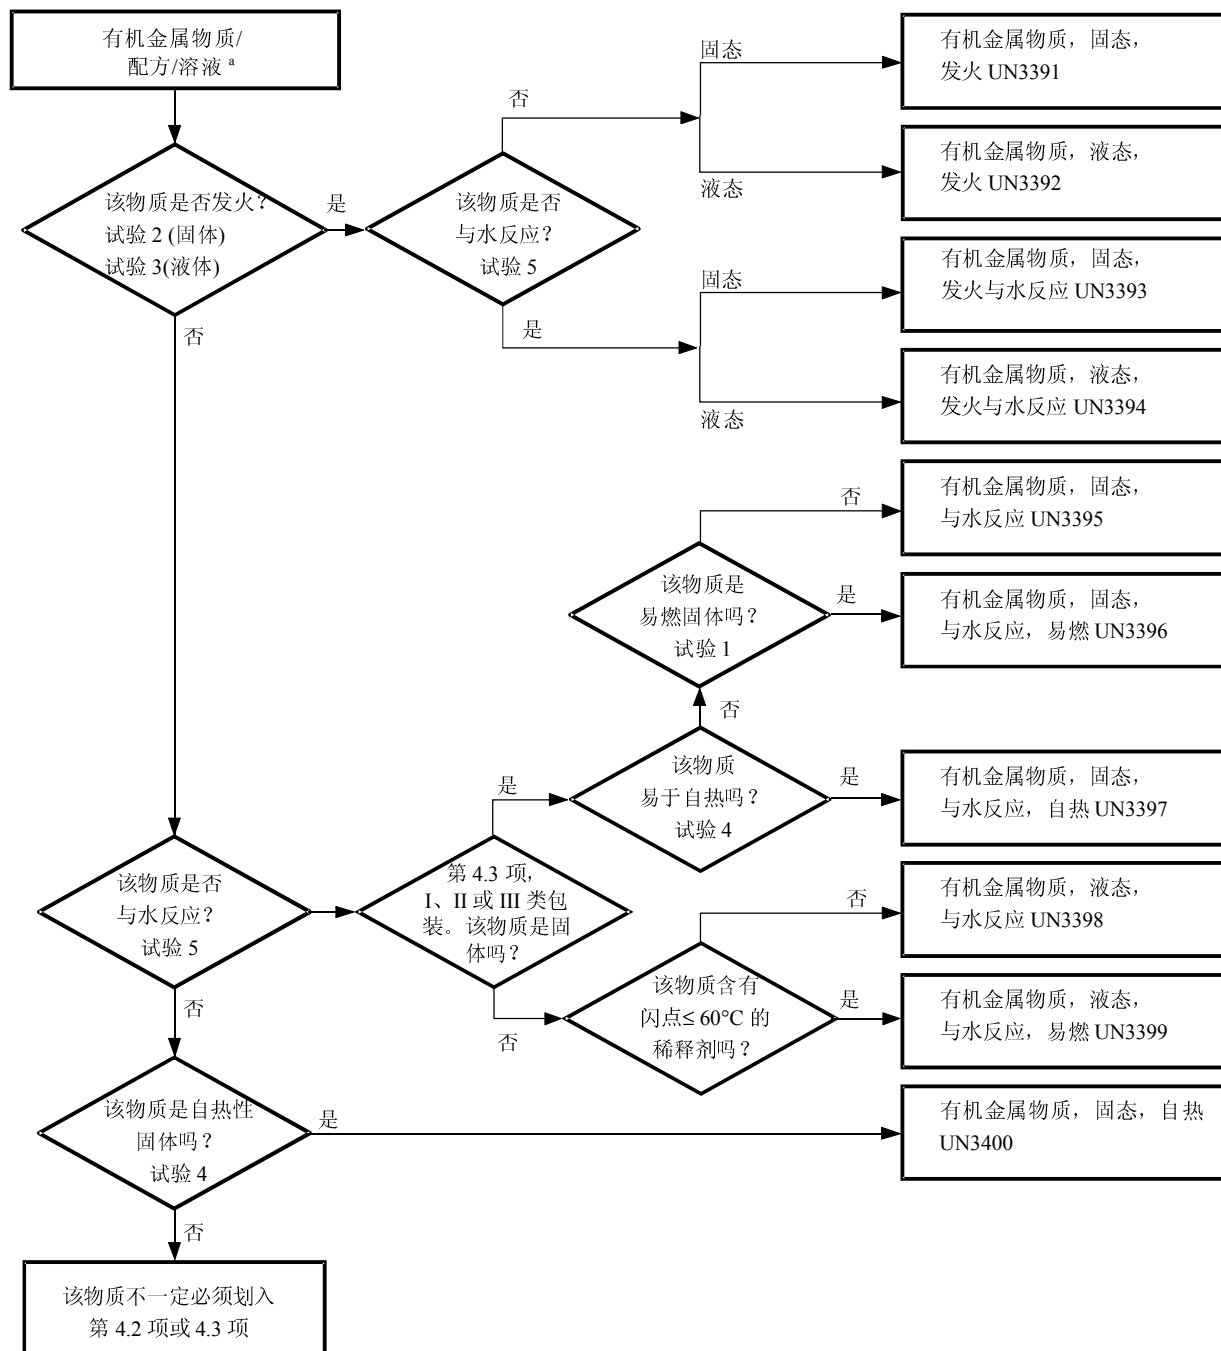 有机金属物质/
配方/溶液 a
固态
有机金属物质，固态，
发火 UN3391
否
该物质是否发火？
试验 2 (固体)
试验 3(液体)
是
该物质是否
与水反应？
试验 5
液态
有机金属物质，液态，
发火 UN3392
固态
有机金属物质，固态，
发火与水反应 UN3393
否
是
液态
有机金属物质，液态，
发火与水反应 UN3394
否
有机金属物质，固态，
与水反应 UN3395
该物质是
易燃固体吗？
试验 1
是
有机金属物质，固态，
与水反应，易燃 UN3396
否
该物质
易于自热吗？
试验 4
是
有机金属物质，固态，
与水反应，自热 UN3397
是
该物质是否
与水反应？
试验 5
第 4.3 项，
I、II 或 III 类包
装。该物质是固
体吗？
否
有机金属物质，液态，
与水反应 UN3398
否
否
该物质含有
闪点≤ 60°C 的
稀释剂吗？
是
有机金属物质，液态，
与水反应，易燃 UN3399
该物质是自热性
固体吗？
试验 4
是
有机金属物质，固态，自热
UN3400
否
该物质不一定必须划入
第 4.2 项或 4.3 项